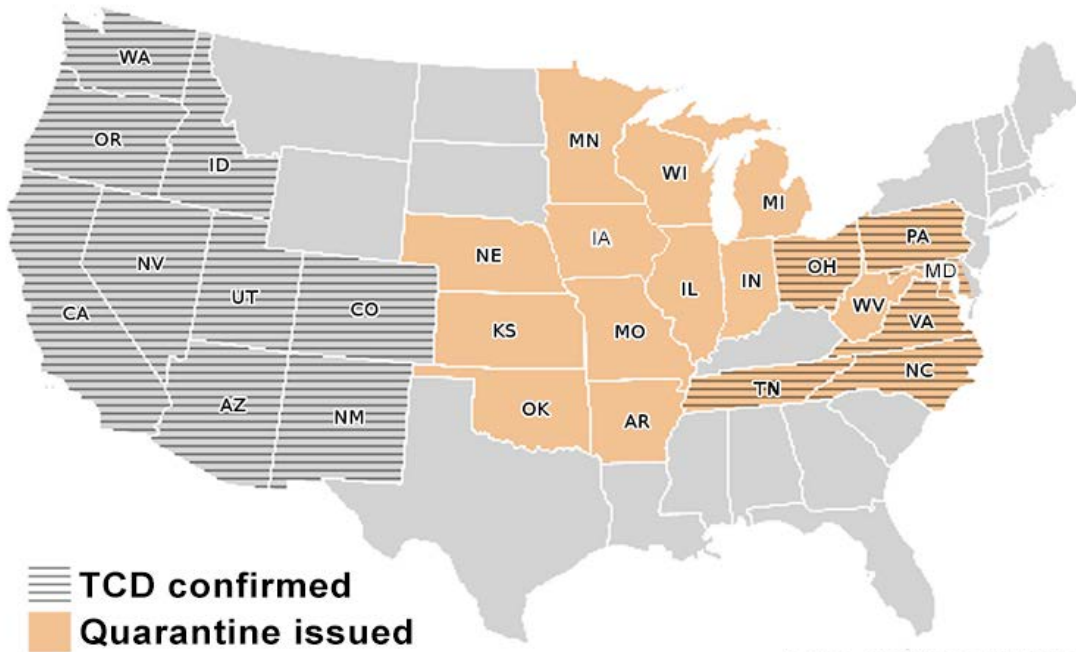 WA
OR
ID
MN
WI
MI
NE
IA
PA
NV
OH
MD
UT
CO
IL
IN
CA
WV
VA
KS
MO
NC
TN
AZ
NM
OK
AR
TCD confirmed
Quarantine issued